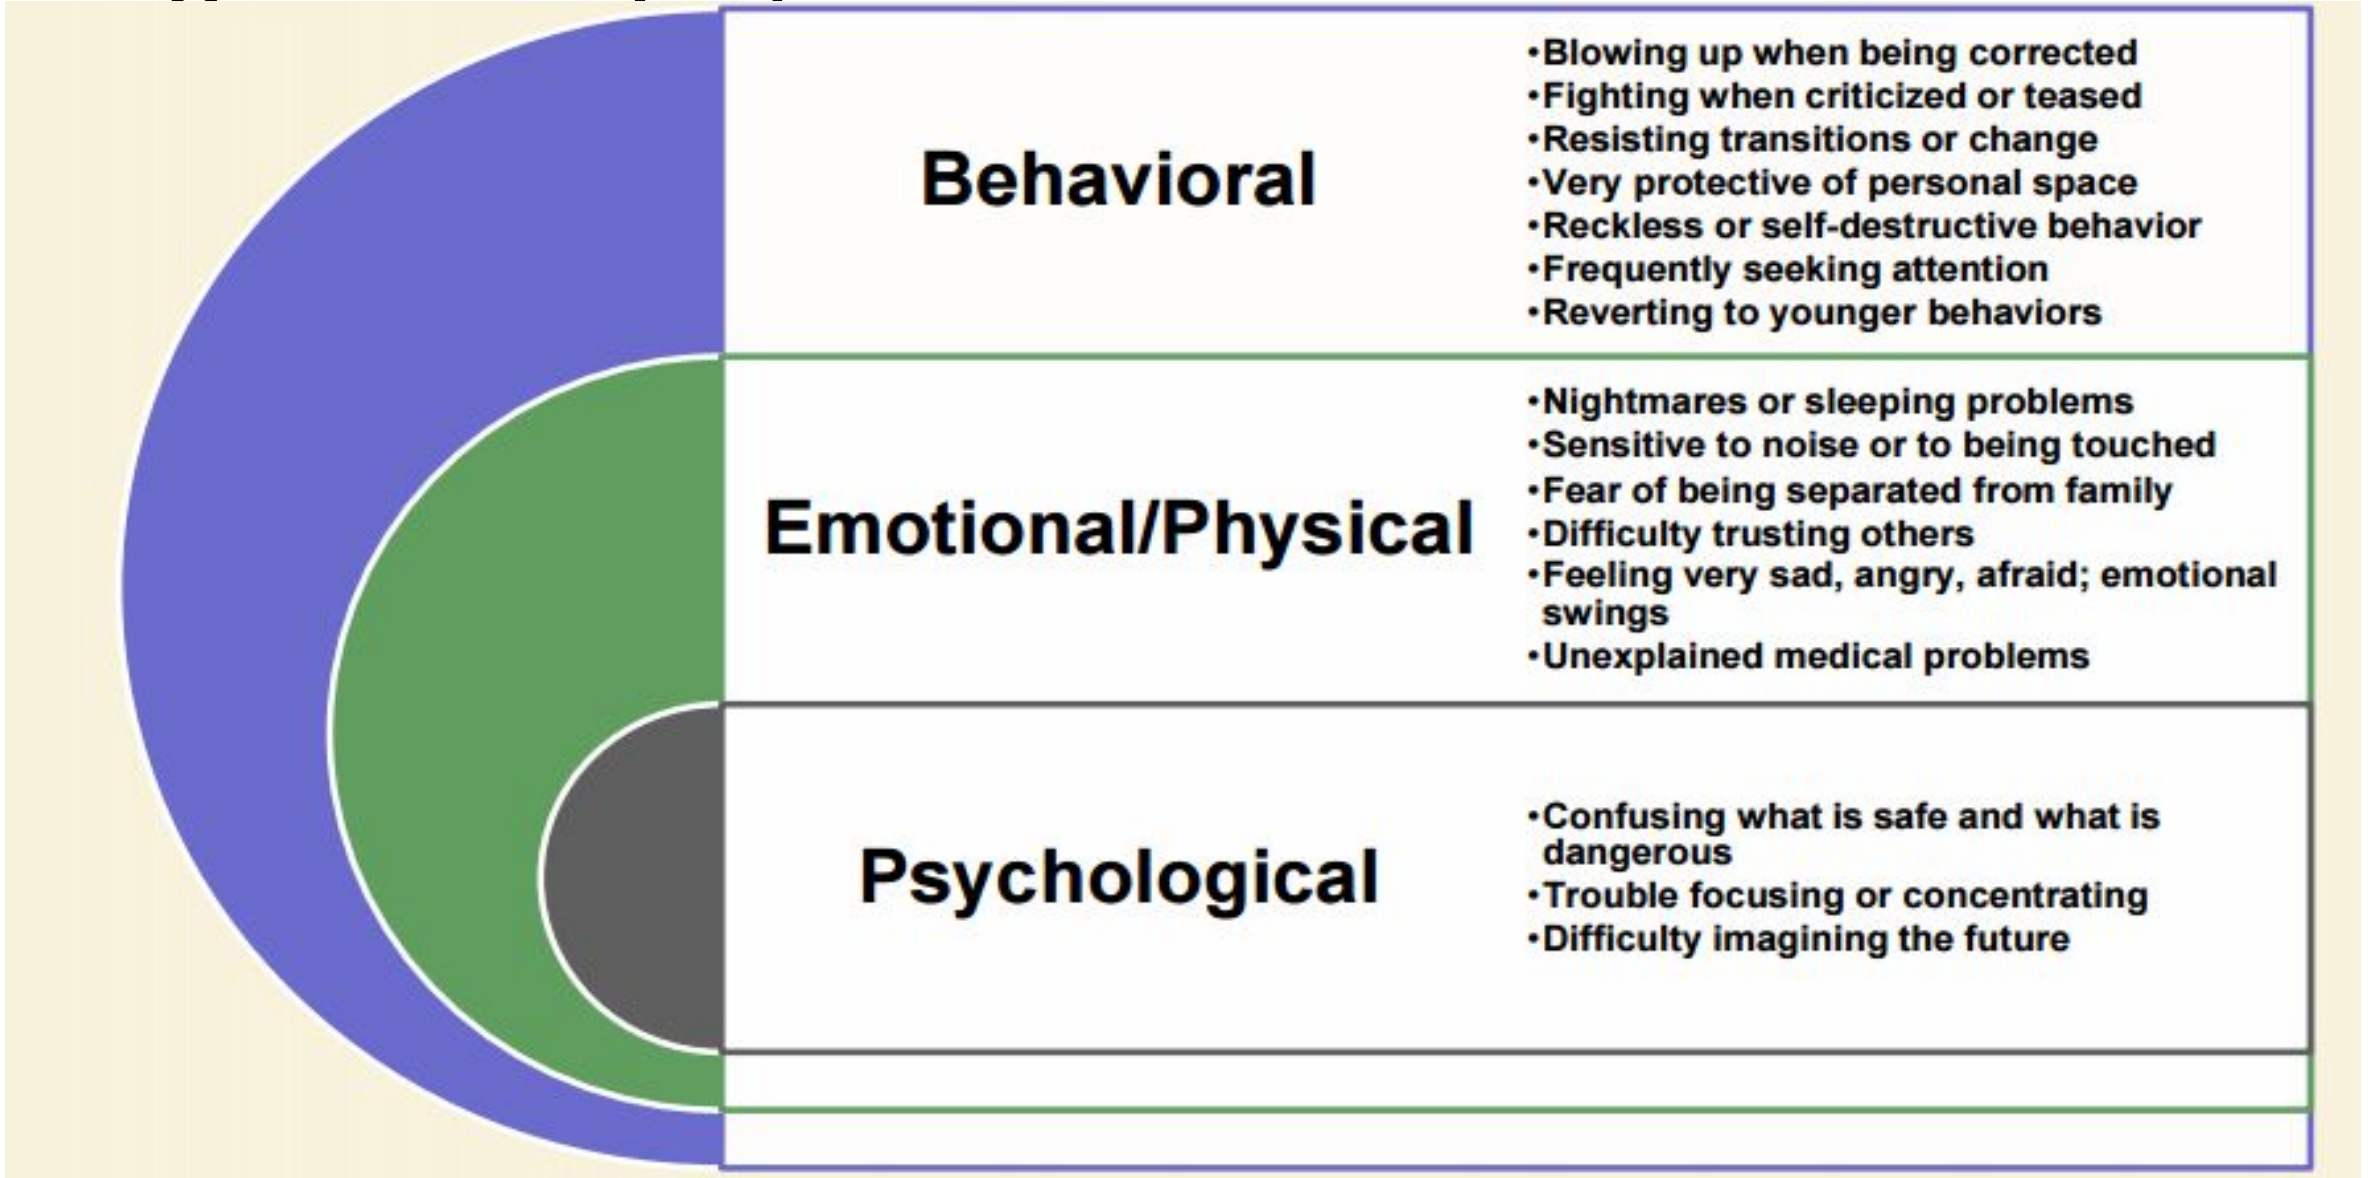 Behavioral
•Blowing up when being corrected
•Fighting when criticized or teased
•Resisting transitions or change
•Very protective of personal space
•Reckless or self-destructive behavior
•Frequently seeking attention
•Reverting to younger behaviors
Emotional/Physical
•Nightmares or sleeping problems
•Sensitive to noise or to being touched
•Fear of being separated from family
•Difficulty trusting others
•Feeling very sad, angry, afraid; emotional
swings
•Unexplained medical problems
Psychological
•Confusing what is safe and what is
dangerous
•Trouble focusing or concentrating
•Difficulty imagining the future